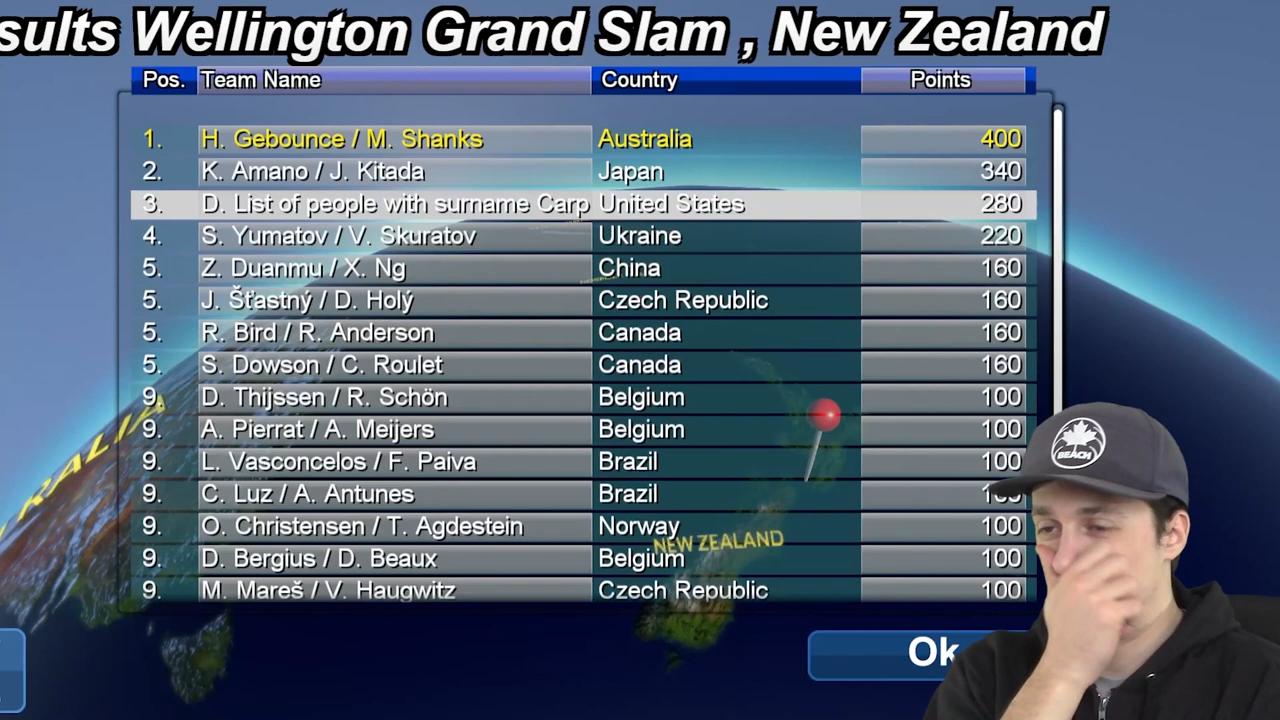 sults Wellington Grand Slam , New Zealand
Pos. Team Name Country Points
1. H. Gebounce / M. Shanks Australia 400
2. K. Amano / J. Kitada Japan 340
3. D. List of people with surname Carp United States 280
4. S. Yumatov / V. Skuratov Ukraine 220
5. Z. Duanmu / X. Ng China 160
5. J. Šťastný / D. Holý Czech Republic 160
5. R. Bird / R. Anderson Canada 160
5. S. Dowson / C. Roulet Canada 160
9. D. Thijssen / R. Schön Belgium 100
9. A. Pierrat / A. Meijers Belgium 100
9. L. Vasconcelos / F. Paiva Brazil 100
9. C. Luz / A. Antunes Brazil 100
9. O. Christensen / T. Agdestein Norway 100
9. D. Bergius / D. Beaux Belgium 100
9. M. Mareš / V. Haugwitz Czech Republic 100
RALIA
NEW ZEALAND
BEACH
Ok